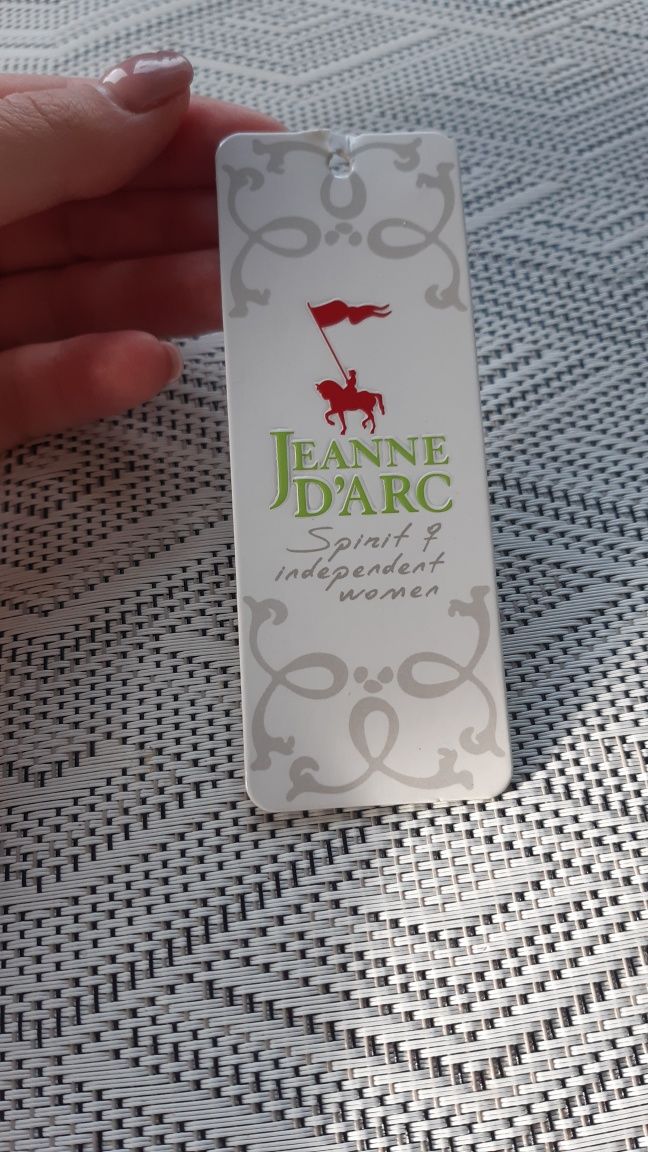 JEANNE
D'ARC
Spirit of
independent
women